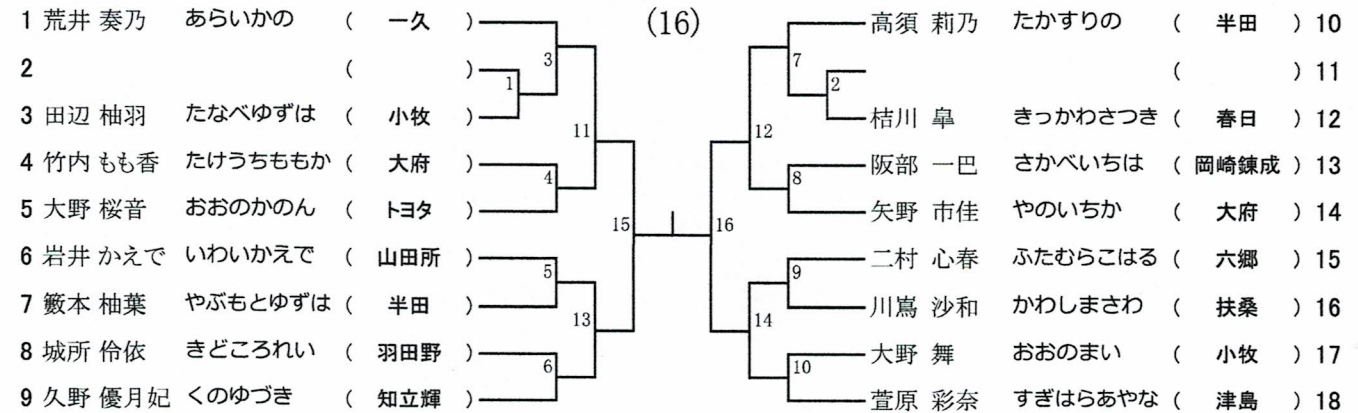 (16)
1 荒井 奏乃 あらいかの ( 一久 )
2 ( )
3 田辺 柚羽 たなべゆずは ( 小牧 )
4 竹内 もも香 たけうちももか ( 大府 )
5 大野 桜音 おおのかのん ( トヨタ )
6 岩井 かえで いわいかえで ( 山田所 )
7 籔本 柚葉 やぶもとゆずは ( 半田 )
8 城所 伶依 きどころれい ( 羽田野 )
9 久野 優月妃 くのゆづき ( 知立輝 )
1
3
4
11
5
6
13
15
高須 莉乃 たかすりの ( 半田 ) 10
( ) 11
桔川 皐 きっかわさつき ( 春日 ) 12
阪部 一巴 さかべいちは ( 岡崎錬成 ) 13
矢野 市佳 やのいちか ( 大府 ) 14
二村 心春 ふたむらこはる ( 六郷 ) 15
川嶌 沙和 かわしまさわ ( 扶桑 ) 16
大野 舞 おおのまい ( 小牧 ) 17
萱原 彩奈 すぎはらあやな ( 津島 ) 18
7
2
12
8
16
9
14
10